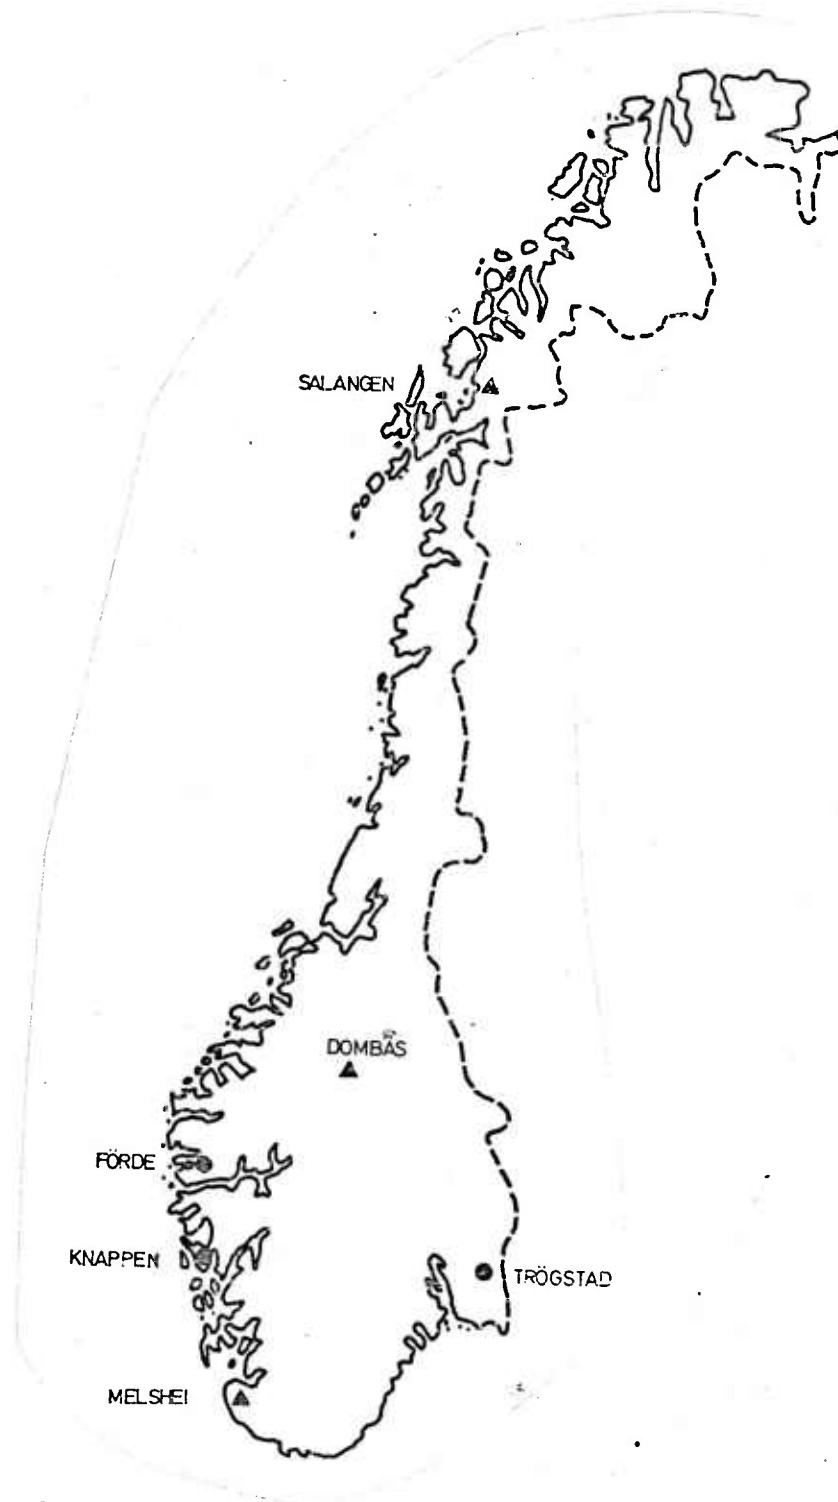 SALANGEN
DOMBÅS
FÖRDE
KNAPPEN
TRÖGSTAD
MELSHEI